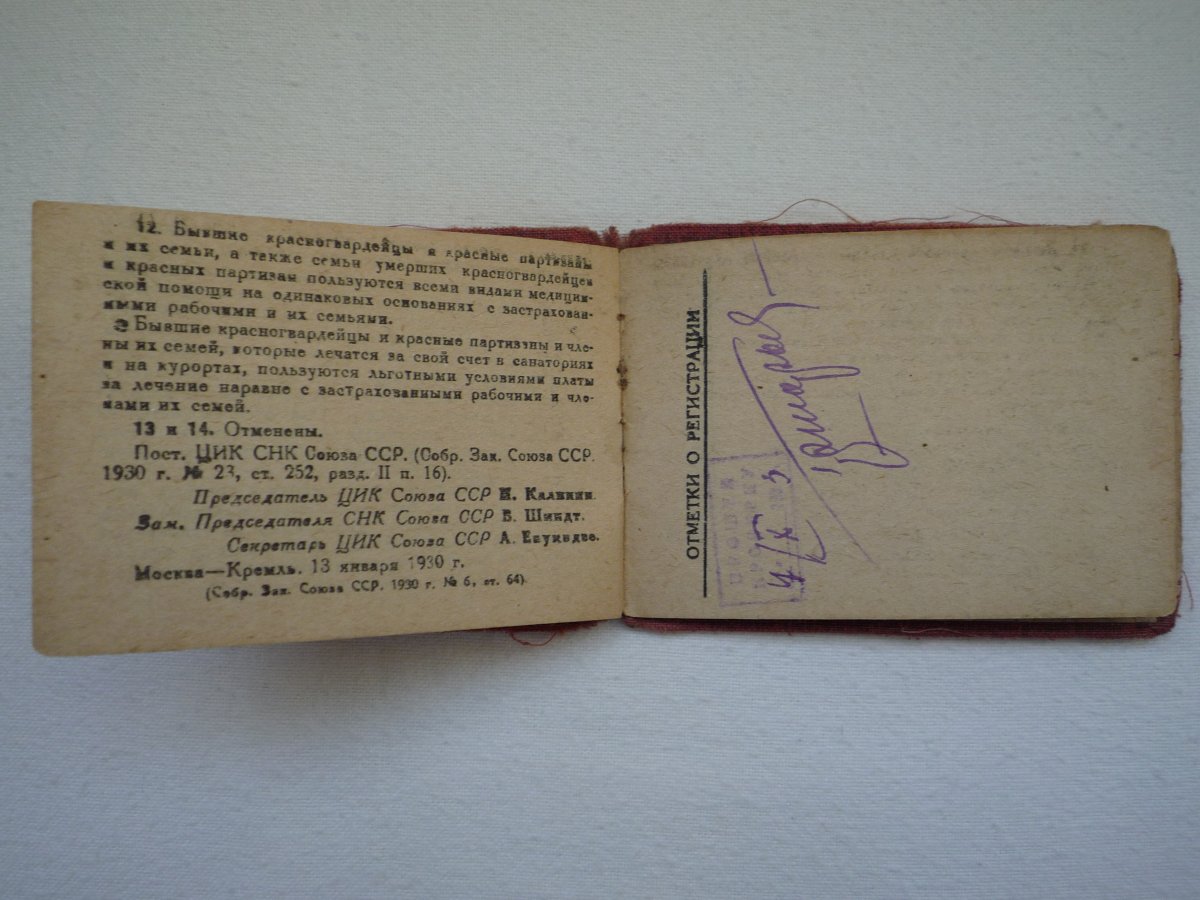 12. Бывшие красногвардейцы и красные партизаны
и их семьи, а также семьи умерших красногвардейцев
и красных партизан пользуются всеми видами медицин-
ской помощи на одинаковых основаниях с застрахован-
ными рабочими и их семьями.
Бывшие красногвардейцы и красные партизаны и чле-
ны их семей, которые лечатся за свой счет в санаториях
и на курортах, пользуются льготными условиями платы
за лечение наравне с застрахованными рабочими и чле-
нами их семей.
13 и 14. Отменены.
Пост. ЦИК СНК Союза ССР. (Собр. Зак. Союза ССР.
1930 г. № 23, ст. 252, разд. II п. 16).
Председатель ЦИК Союза ССР И. Калинин.
Зам. Председателя СНК Союза ССР В. Шмидт.
Секретарь ЦИК Союза ССР А. Енукидзе.
Москва—Кремль. 13 января 1930 г.
(Собр. Зак. Союза ССР. 1930 г. № 6, ст. 64).
ОТМЕТКИ О РЕГИСТРАЦИИ